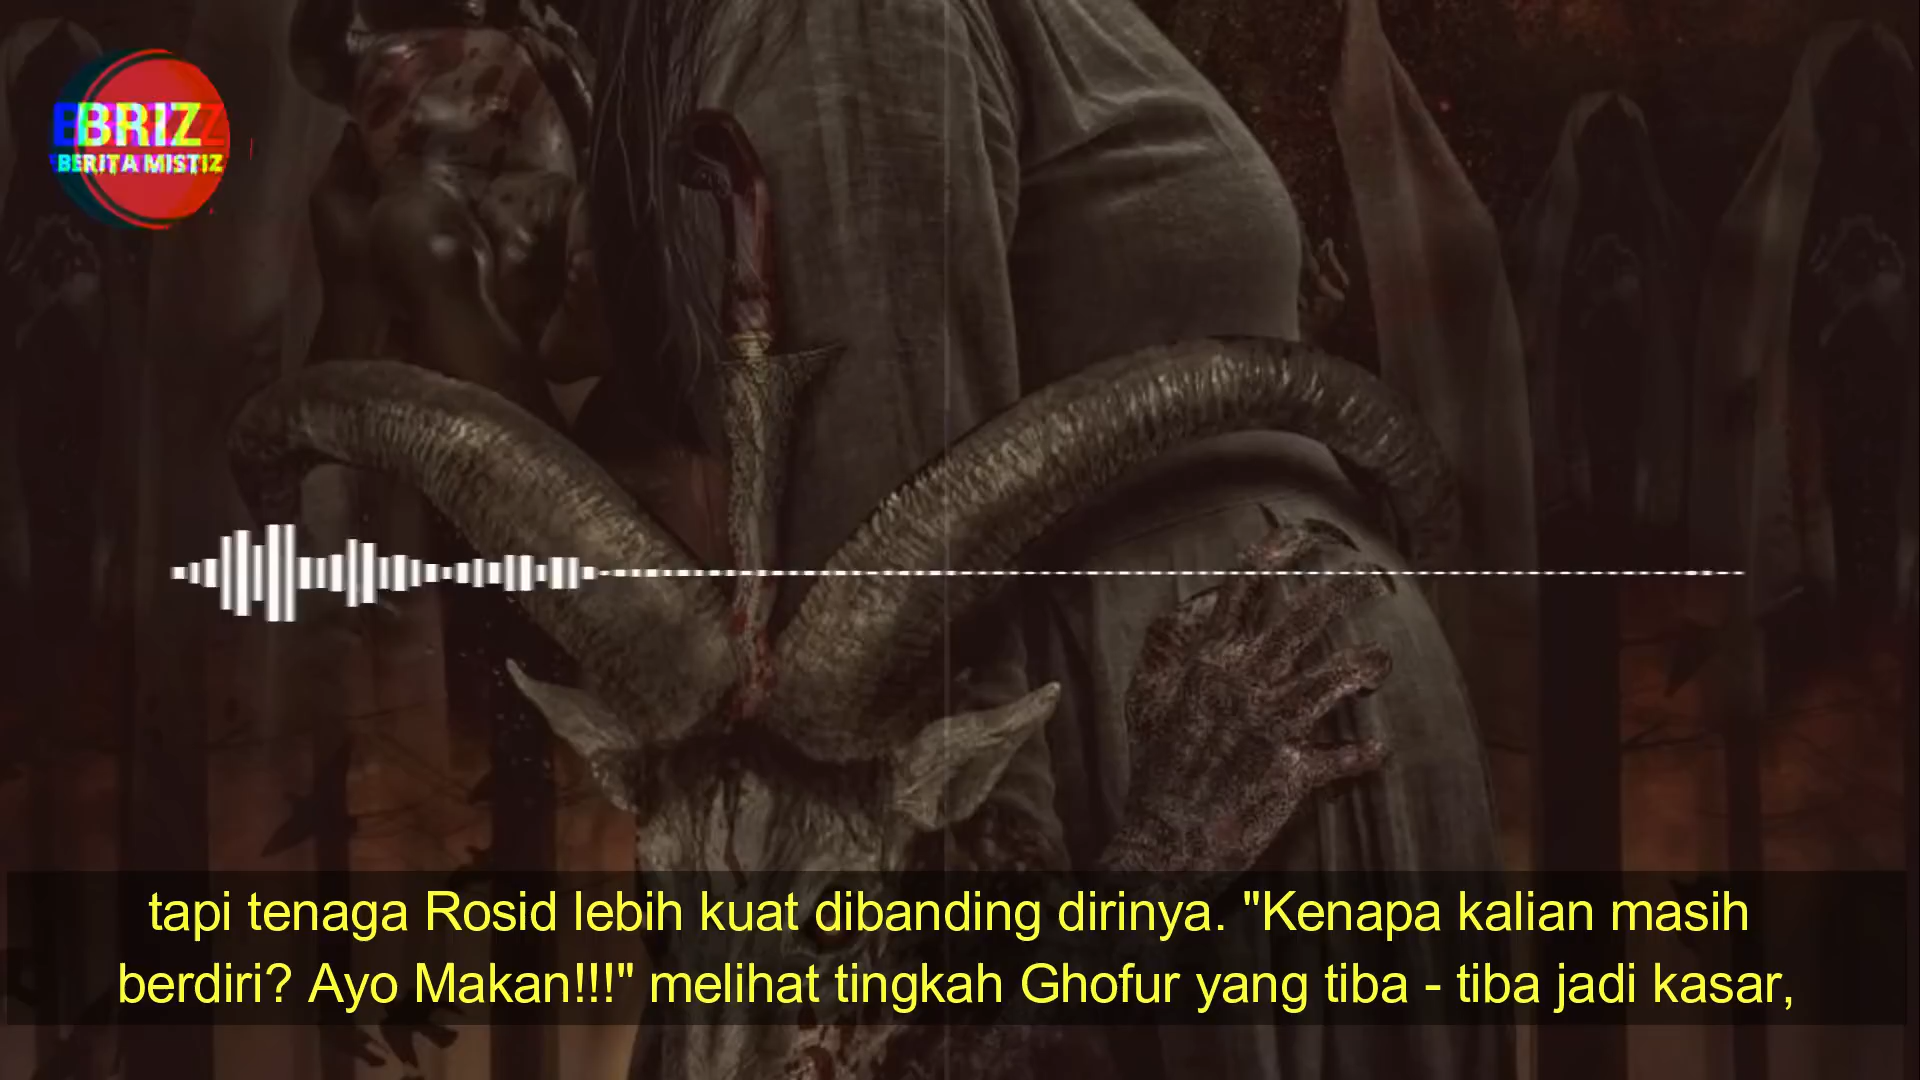 BRIZ
BERITA MISTIZ
tapi tenaga Rosid lebih kuat dibanding dirinya. "Kenapa kalian masih
berdiri? Ayo Makan!!!" melihat tingkah Ghofur yang tiba - tiba jadi kasar,